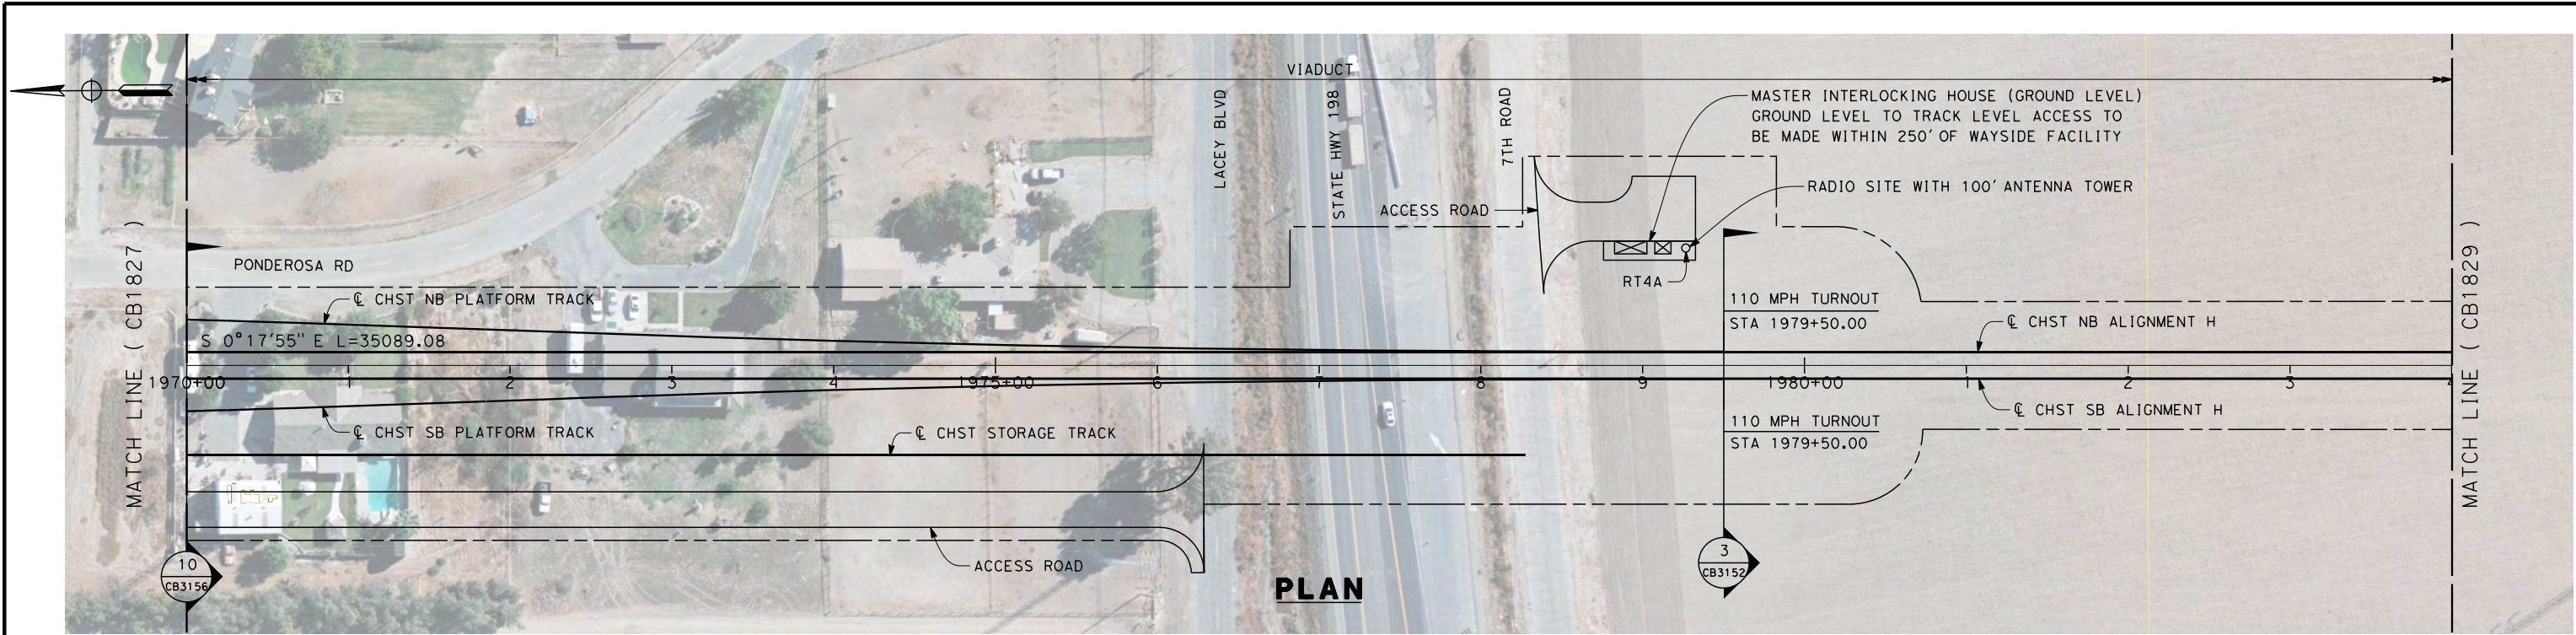 VIADUCT
MASTER INTERLOCKING HOUSE (GROUND LEVEL)
GROUND LEVEL TO TRACK LEVEL ACCESS TO
BE MADE WITHIN 250' OF WAYSIDE FACILITY
LACEY BLVD
STATE HWY 198
7TH ROAD
RADIO SITE WITH 100' ANTENNA TOWER
ACCESS ROAD
MATCH LINE ( CB1827 )
PONDEROSA RD
RT4A
MATCH LINE ( CB1829 )
℄ CHST NB PLATFORM TRACK
110 MPH TURNOUT
STA 1979+50.00
℄ CHST NB ALIGNMENT H
S 0°17'55" E L=35089.08
1970+00 1 2 3 4 1975+00 6 7 8 9 1980+00 1 2 3 4
℄ CHST SB ALIGNMENT H
110 MPH TURNOUT
STA 1979+50.00
℄ CHST SB PLATFORM TRACK
℄ CHST STORAGE TRACK
ACCESS ROAD
10
CB3156
3
CB3152
PLAN